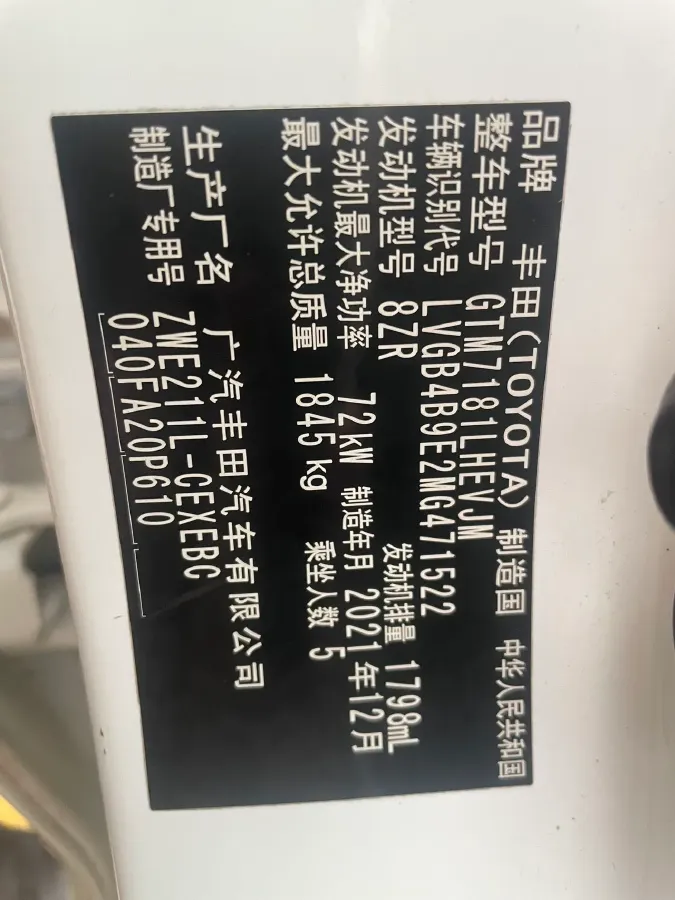 品牌 丰田(TOYOTA) 制造国 中华人民共和国
整车型号 GTM7181LHEVJM
车辆识别代号 LVGB4B9E2MG471522
发动机型号 8ZR 发动机排量 1798mL
发动机最大净功率 72kW 制造年月 2021年12月
最大允许总质量 1845kg 乘坐人数 5
生产厂名 广汽丰田汽车有限公司
制造厂专用号 ZWE211L-CEXEBC
040FA20P610